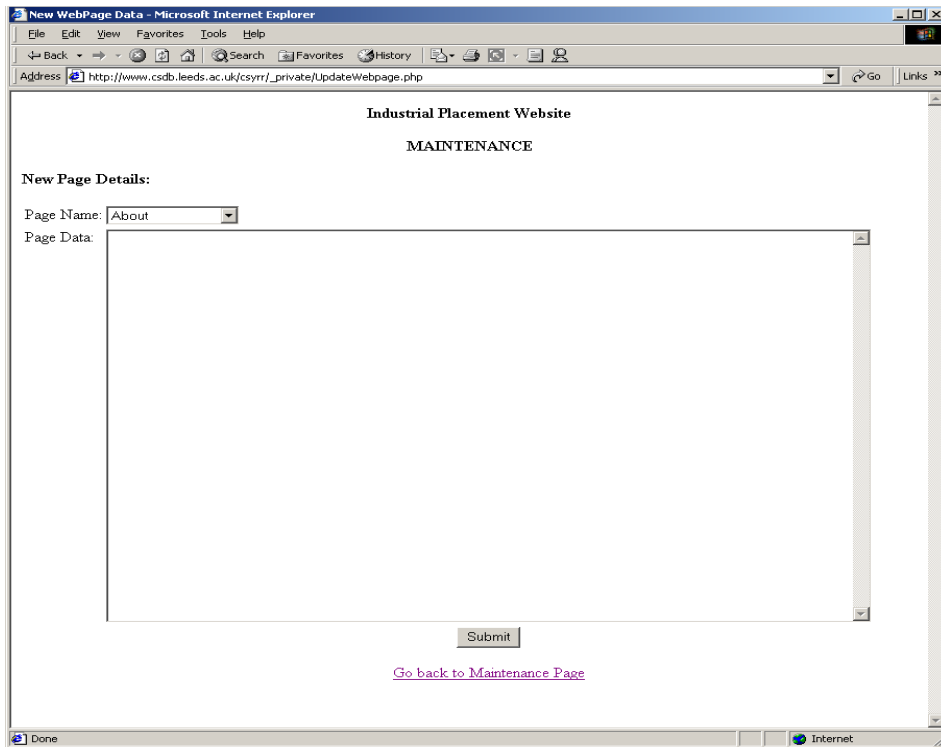 New WebPage Data - Microsoft Internet Explorer
File Edit View Favorites Tools Help
Back Search Favorites History
Address http://www.csdb.leeds.ac.uk/csyrr/_private/UpdateWebpage.php Go Links »
Industrial Placement Website
MAINTENANCE
New Page Details:
Page Name: About
Page Data:
Submit
Go back to Maintenance Page
Done Internet